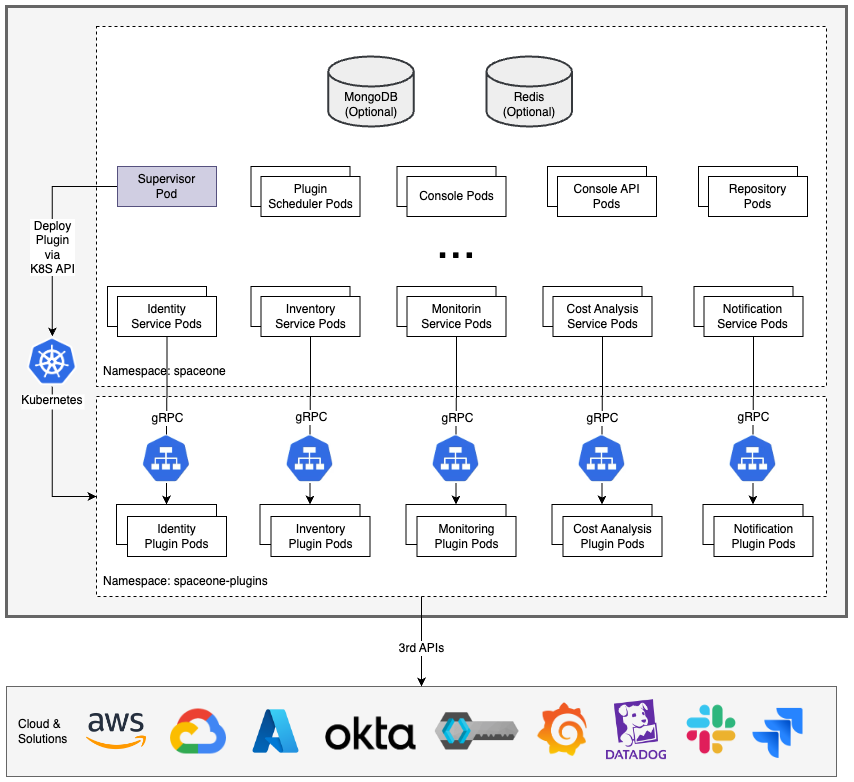 MongoDB
(Optional)
Redis
(Optional)
Supervisor
Pod
Plugin
Scheduler Pods
Console Pods
Console API
Pods
Repository
Pods
Deploy
Plugin
via
K8S API
...
Identity
Service Pods
Inventory
Service Pods
Monitorin
Service Pods
Cost Analysis
Service Pods
Notification
Service Pods
Kubernetes
Namespace: spaceone
gRPC
gRPC
gRPC
gRPC
gRPC
Identity
Plugin Pods
Inventory
Plugin Pods
Monitoring
Plugin Pods
Cost Aanalysis
Plugin Pods
Notification
Plugin Pods
Namespace: spaceone-plugins
3rd APIs
Cloud &
Solutions
aws
okta
DATADOG